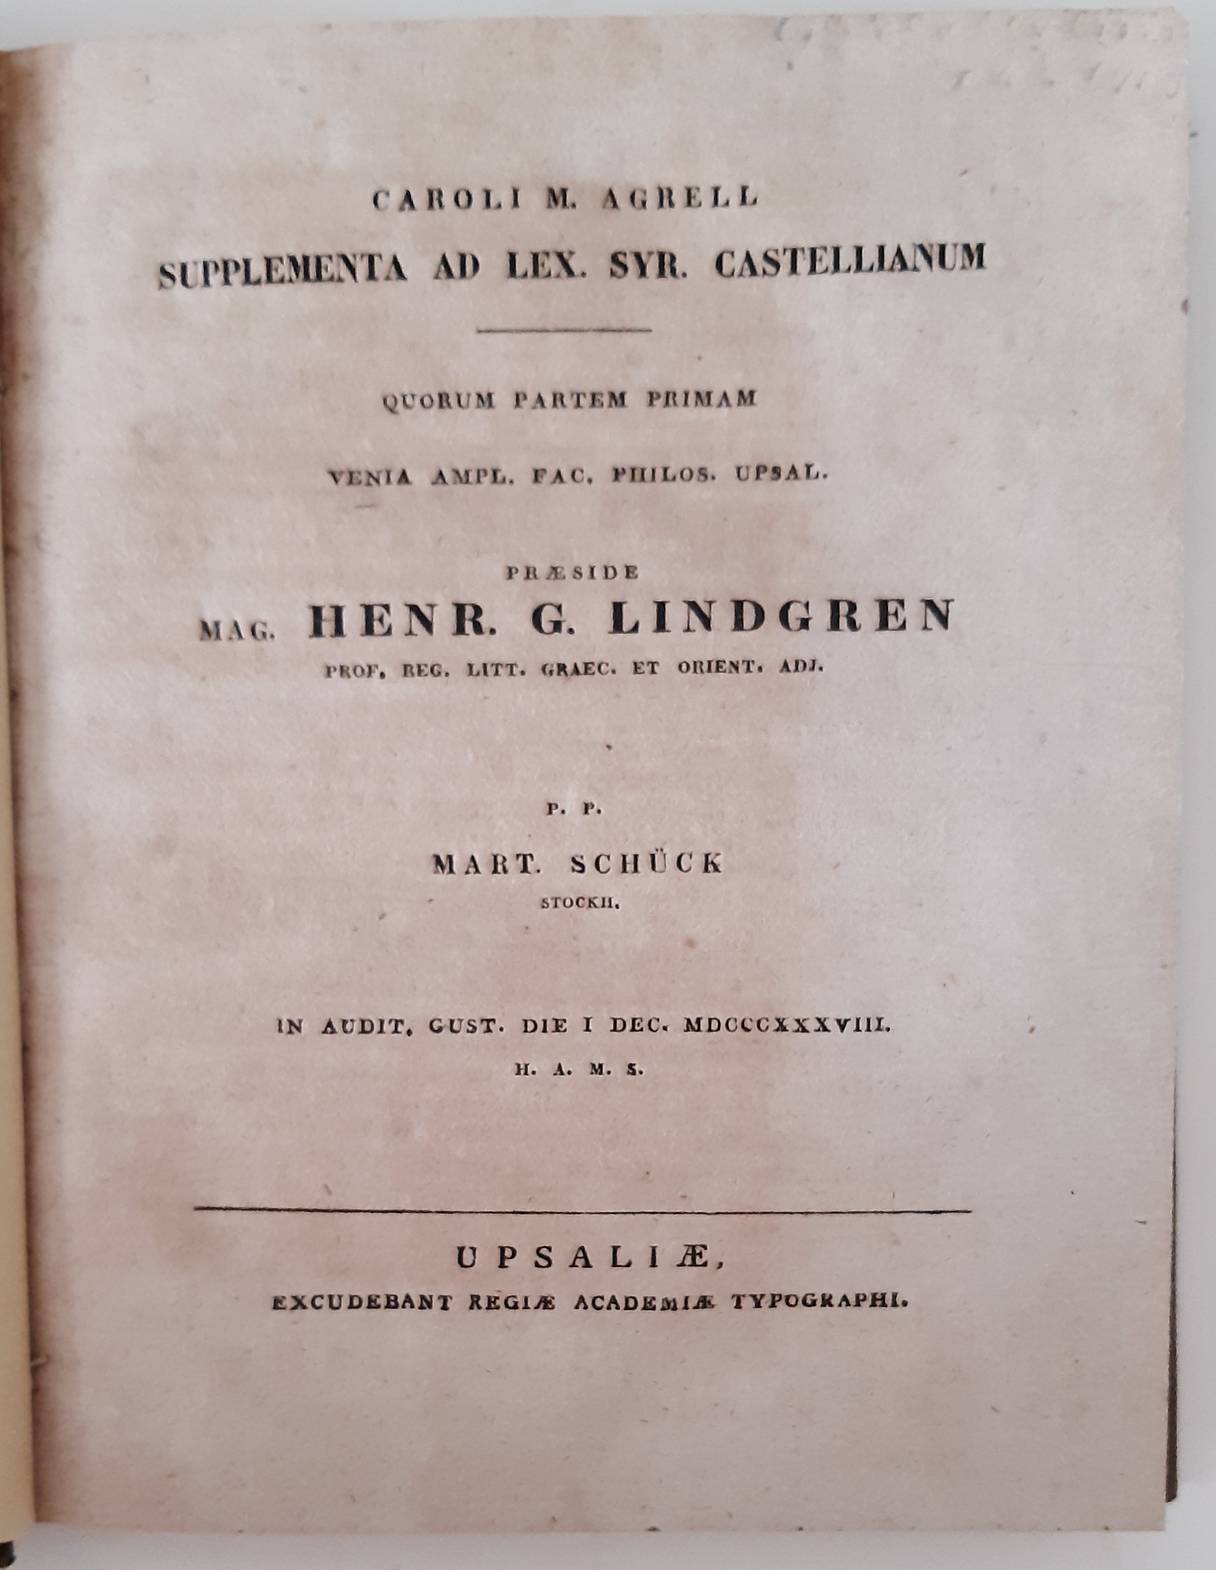 CAROLI M. AGRELL
SUPPLEMENTA AD LEX. SYR. CASTELLIANUM
QUORUM PARTEM PRIMAM
VENIA AMPL. FAC. PHILOS. UPSAL.
PRÆSIDE
MAG. HENR. G. LINDGREN
PROF. REG. LITT. GRAEC. ET ORIENT. ADJ.
P. P.
MART. SCHÜCK
STOCKH.
IN AUDIT. GUST. DIE I DEC. MDCCCXXXVIII.
H. A. M. S.
UPSALIÆ,
EXCUDEBANT REGIÆ ACADEMIÆ TYPOGRAPHI.